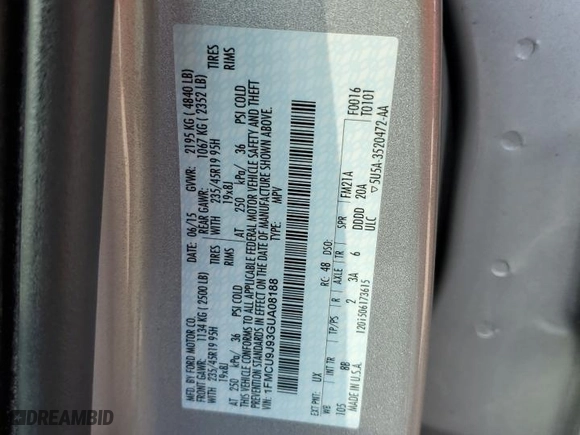 MFD. BY FORD MOTOR CO.
DATE: 06/15 GVWR: 2195 KG ( 4840 LB)
FRONT GAWR: 1134 KG ( 2500 LB) REAR GAWR: 1067 KG ( 2352 LB)
235/45R19 95H TIRES WITH 235/45R19 95H TIRES
19x8J RIMS 19x8J RIMS
AT 250 kPa/ 36 PSI COLD AT 250 kPa/ 36 PSI COLD
THIS VEHICLE CONFORMS TO ALL APPLICABLE FEDERAL MOTOR VEHICLE SAFETY AND THEFT
PREVENTION STANDARDS IN EFFECT ON THE DATE OF MANUFACTURE SHOWN ABOVE.
VIN: 1FMCU9J93GUA08188
MPV
F0016
T0101
EXT PNT: UX RC: 48 DSO: FM21A
WB INT TR TP/PS R AXLE TR SPR
105 8B 2 3A 6 DDDD 20A
MADE IN U.S.A. ULC
120i506173615 ▽5U5A-3520472-AA
DREAMBID